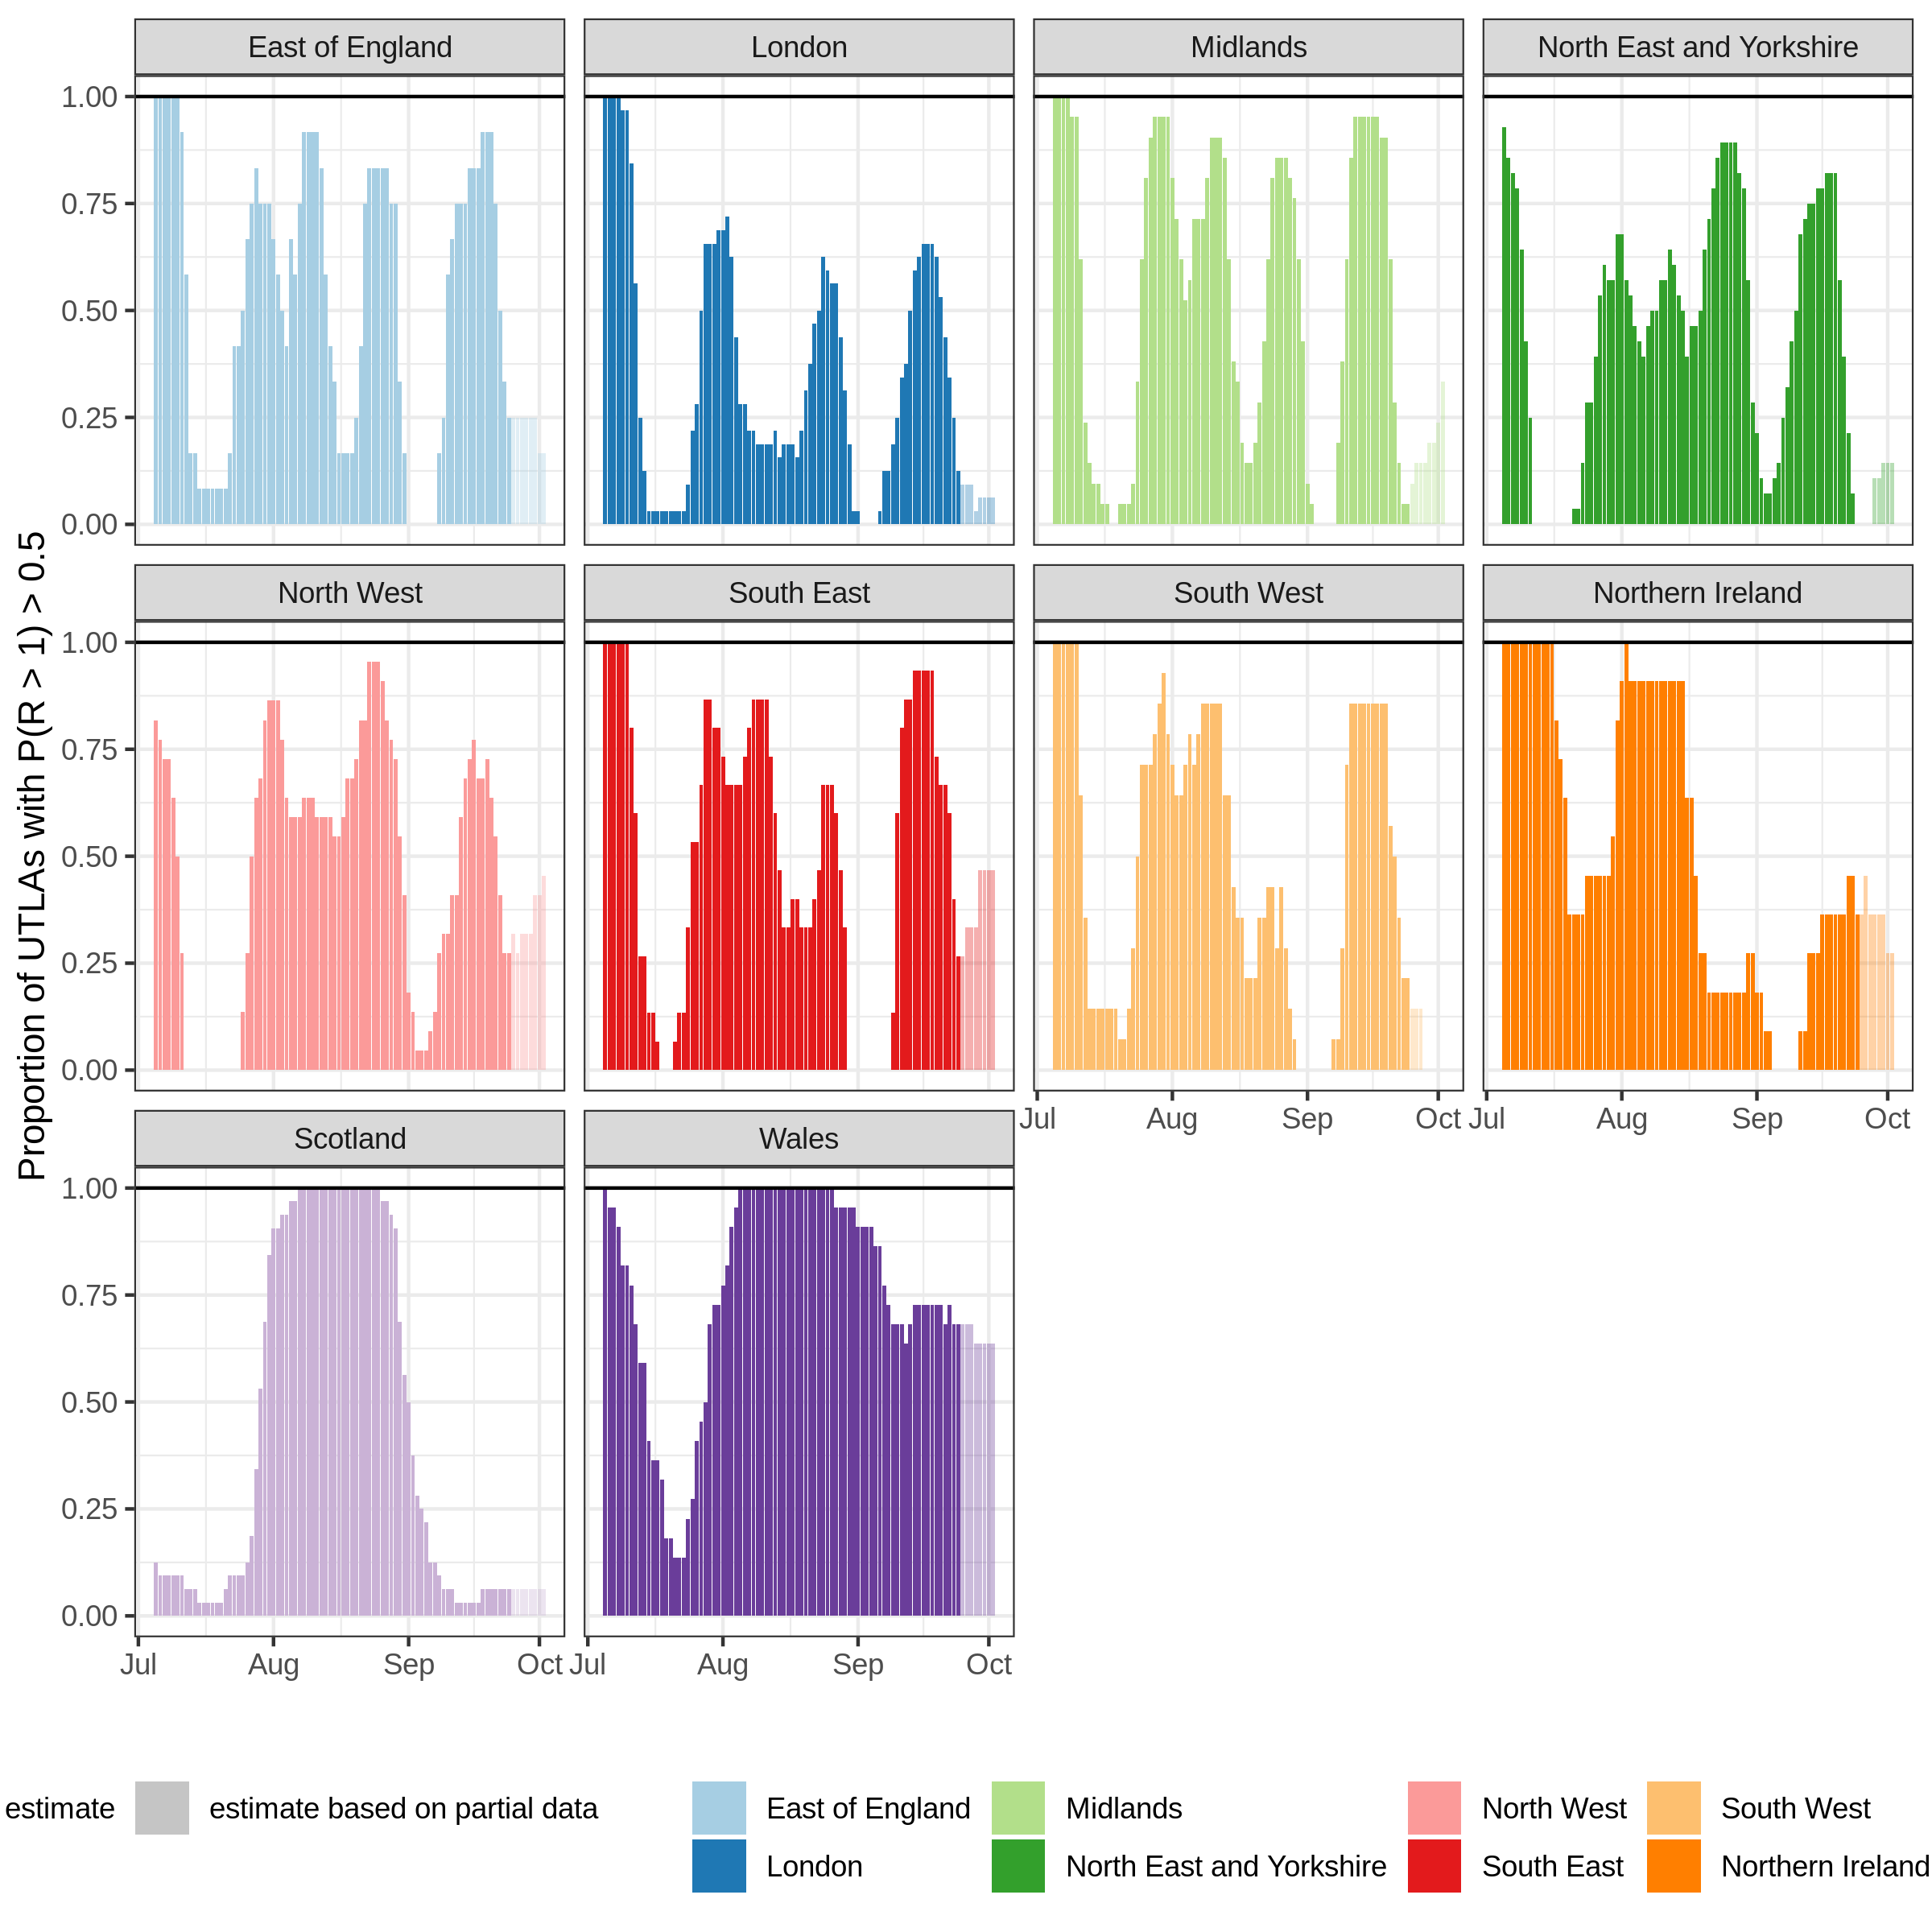 East of England London Midlands North East and Yorkshire
1.00
0.75
0.50
0.25
0.00
Proportion of UTLAs with P(R > 1) > 0.5
North West South East South West Northern Ireland
1.00
0.75
0.50
0.25
0.00
Jul Aug Sep Oct Jul Aug Sep Oct
Scotland Wales
1.00
0.75
0.50
0.25
0.00
Jul Aug Sep Oct Jul Aug Sep Oct
estimate estimate based on partial data East of England Midlands North West South West
London North East and Yorkshire South East Northern Ireland